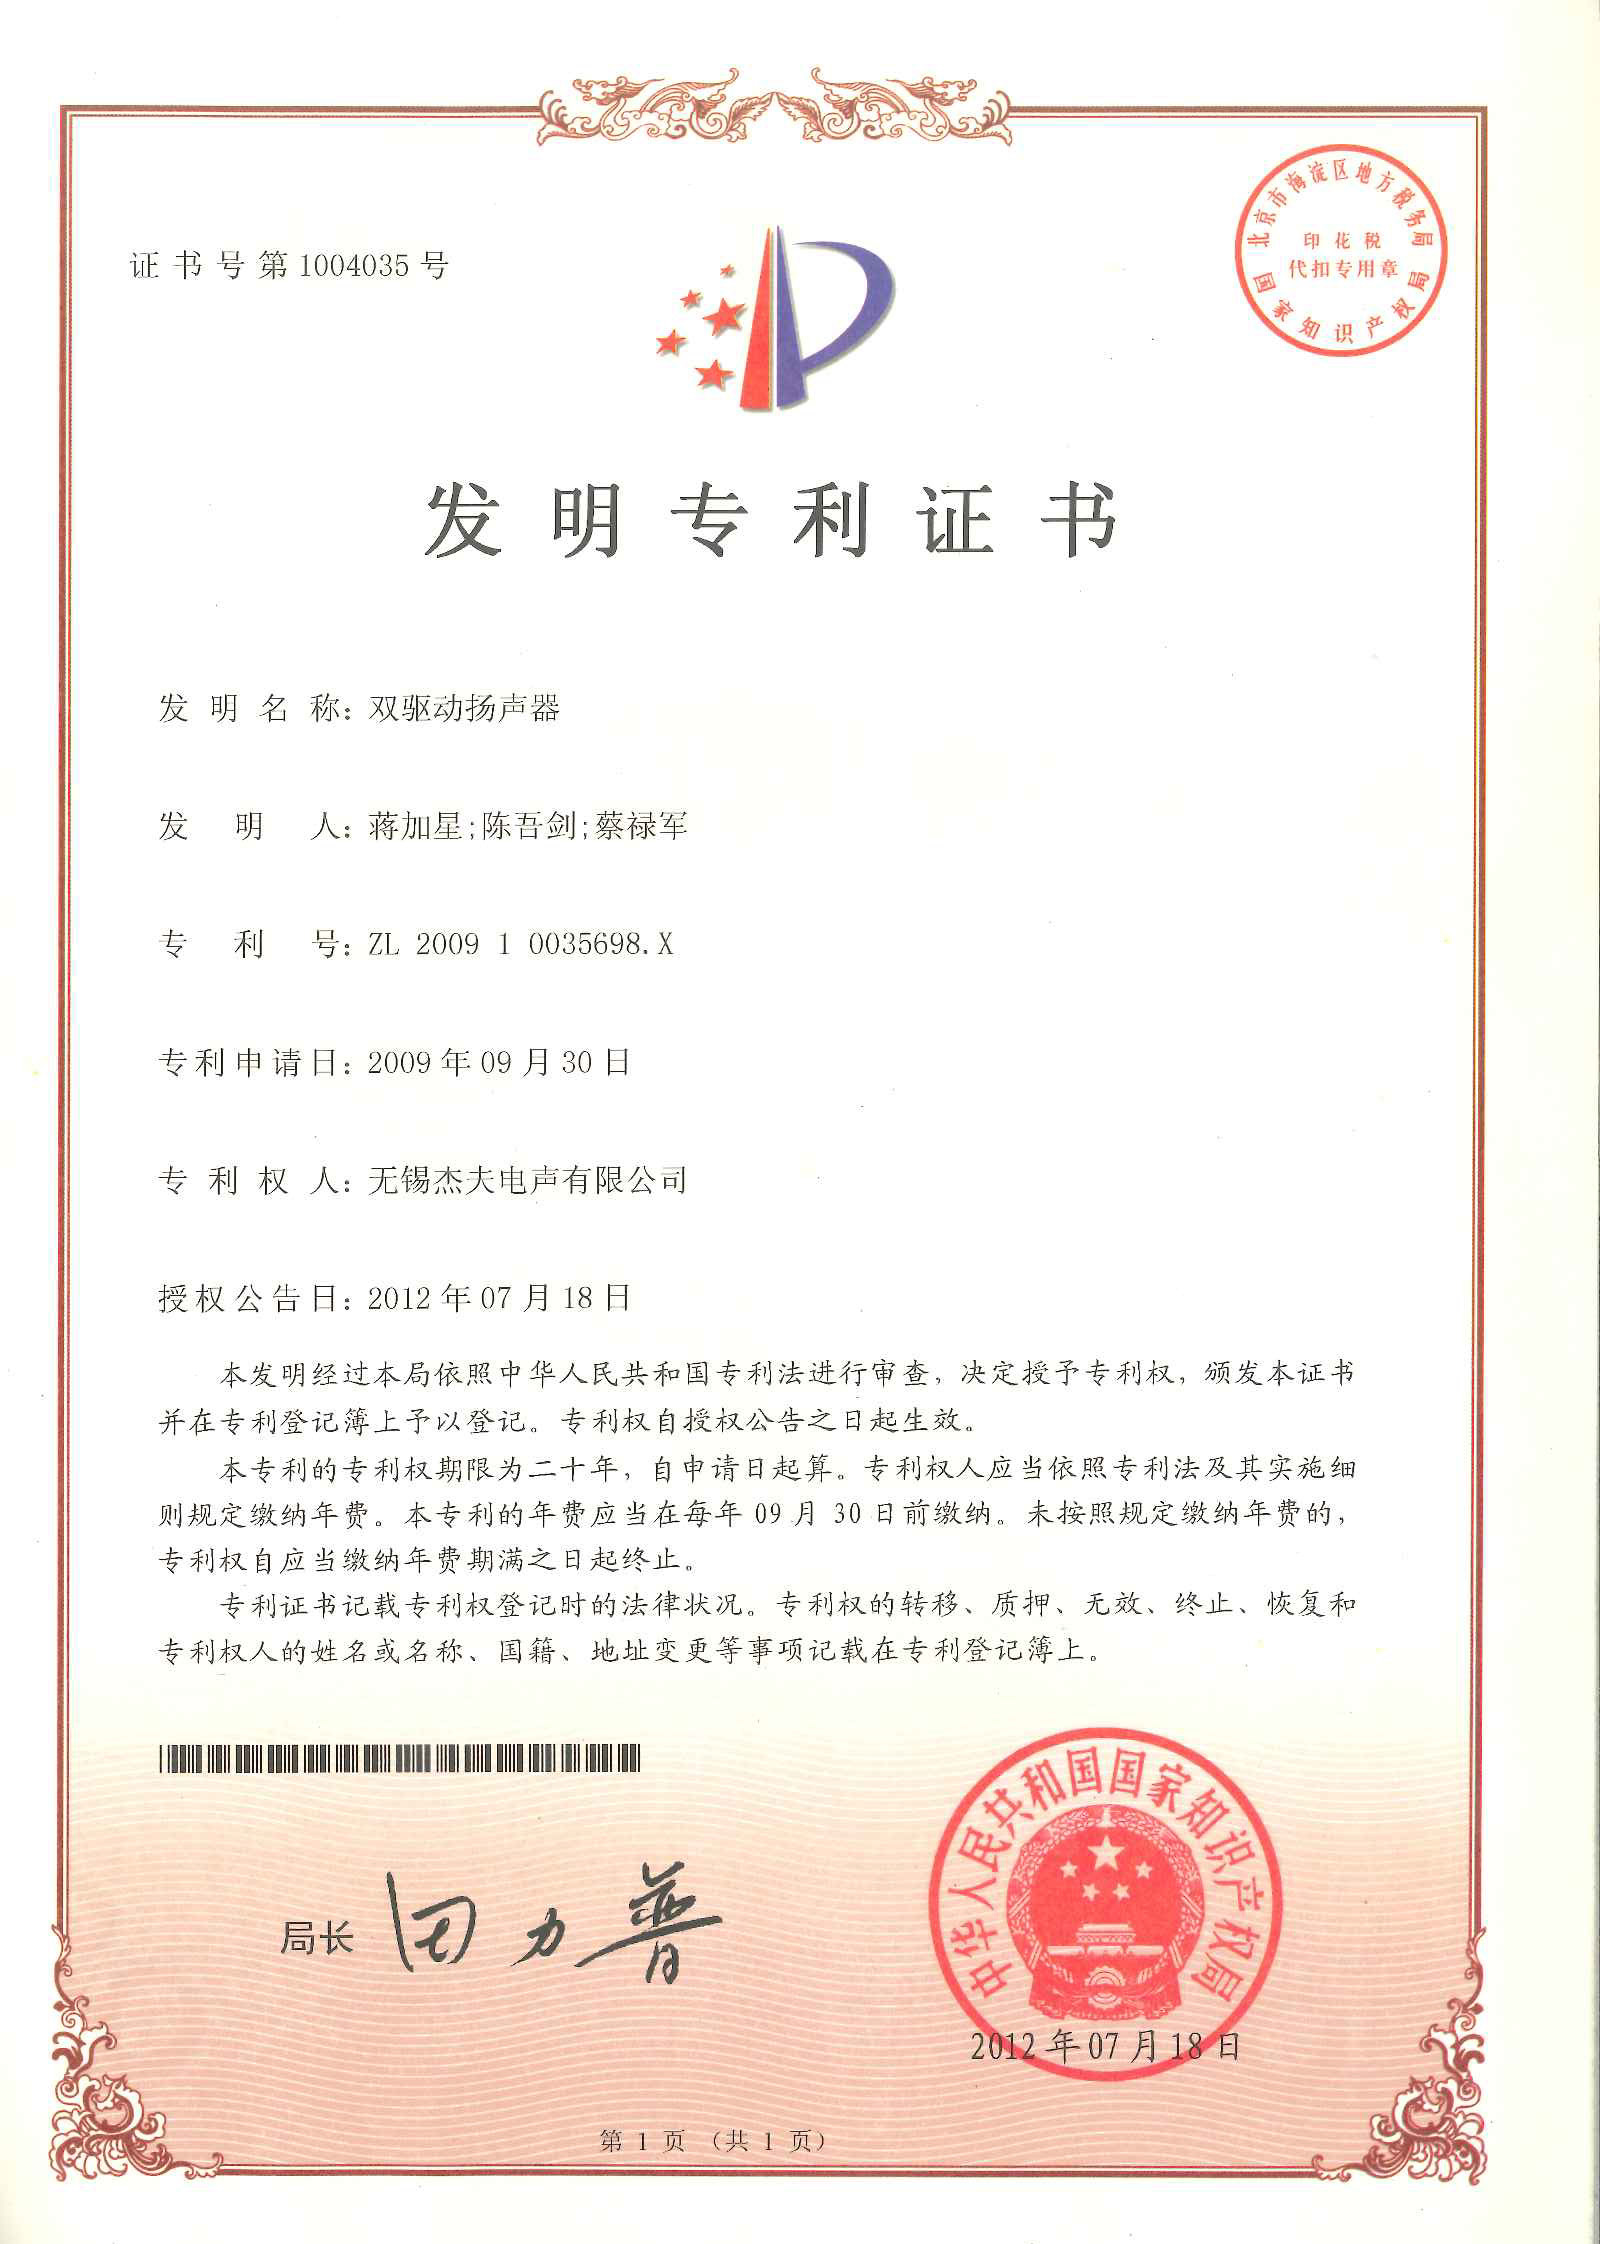 证书号第1004035号
北京市海淀区地方税务局
印花税
代扣专用章
国家知识产权局
发明专利证书
发明名称：双驱动扬声器
发明人：蒋加星;陈吾剑;蔡禄军
专利号：ZL 2009 1 0035698.X
专利申请日：2009年09月30日
专利权人：无锡杰夫电声有限公司
授权公告日：2012年07月18日
本发明经过本局依照中华人民共和国专利法进行审查，决定授予专利权，颁发本证书
并在专利登记簿上予以登记。专利权自授权公告之日起生效。
本专利的专利权期限为二十年，自申请日起算。专利权人应当依照专利法及其实施细
则规定缴纳年费。本专利的年费应当在每年09月30日前缴纳。未按照规定缴纳年费的，
专利权自应当缴纳年费期满之日起终止。
专利证书记载专利权登记时的法律状况。专利权的转移、质押、无效、终止、恢复和
专利权人的姓名或名称、国籍、地址变更等事项记载在专利登记簿上。
局长 田力普
中华人民共和国国家知识产权局
2012年07月18日
第1页（共1页）